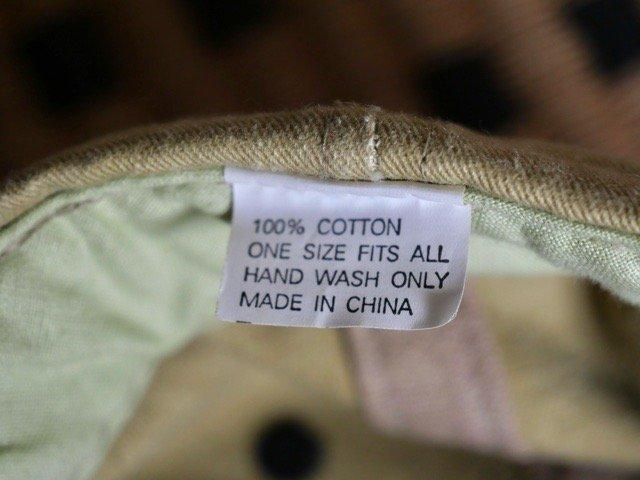 100% COTTON
ONE SIZE FITS ALL
HAND WASH ONLY
MADE IN CHINA